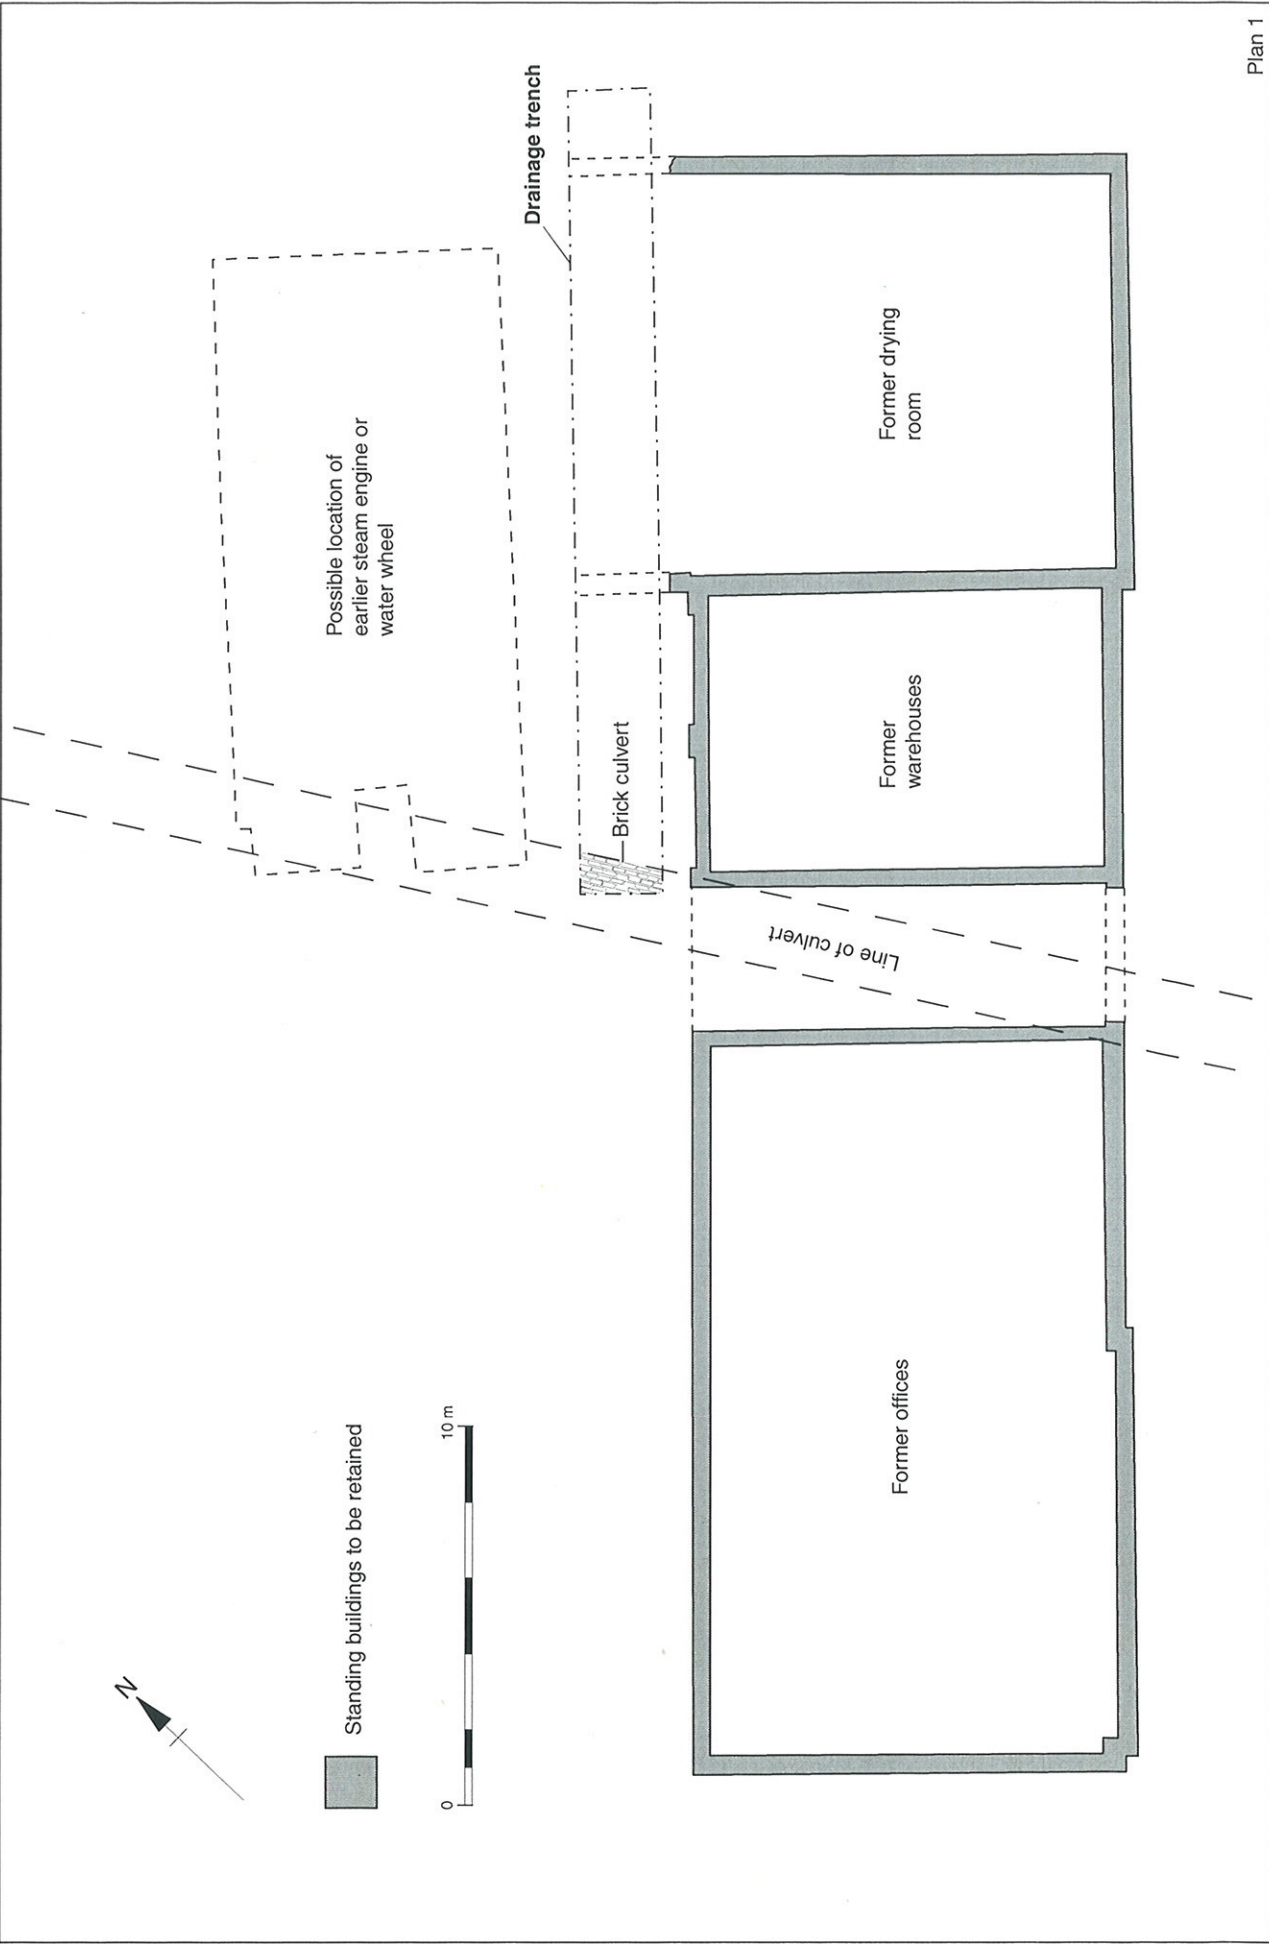 Plan 1
Drainage trench
Possible location of
earlier steam engine or
water wheel
Former drying
room
Brick culvert
Former
warehouses
Line of culvert
Former offices
N
Standing buildings to be retained
0
10 m